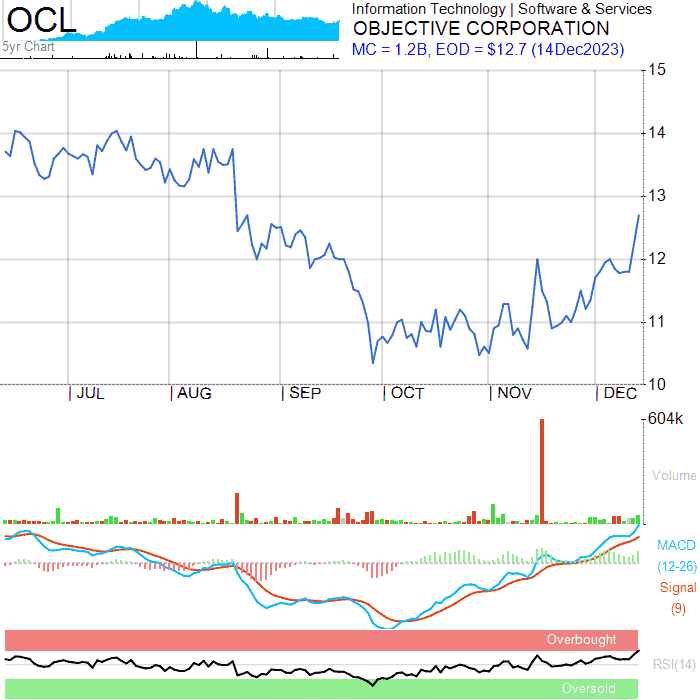 OCL
5yr Chart
Information Technology | Software & Services
OBJECTIVE CORPORATION
MC = 1.2B, EOD = $12.7 (14Dec2023)
15
14
13
12
11
10
| JUL | AUG | SEP | OCT | NOV | DEC
604k
Volume
MACD
(12-26)
Signal
(9)
Overbought
RSI(14)
Oversold